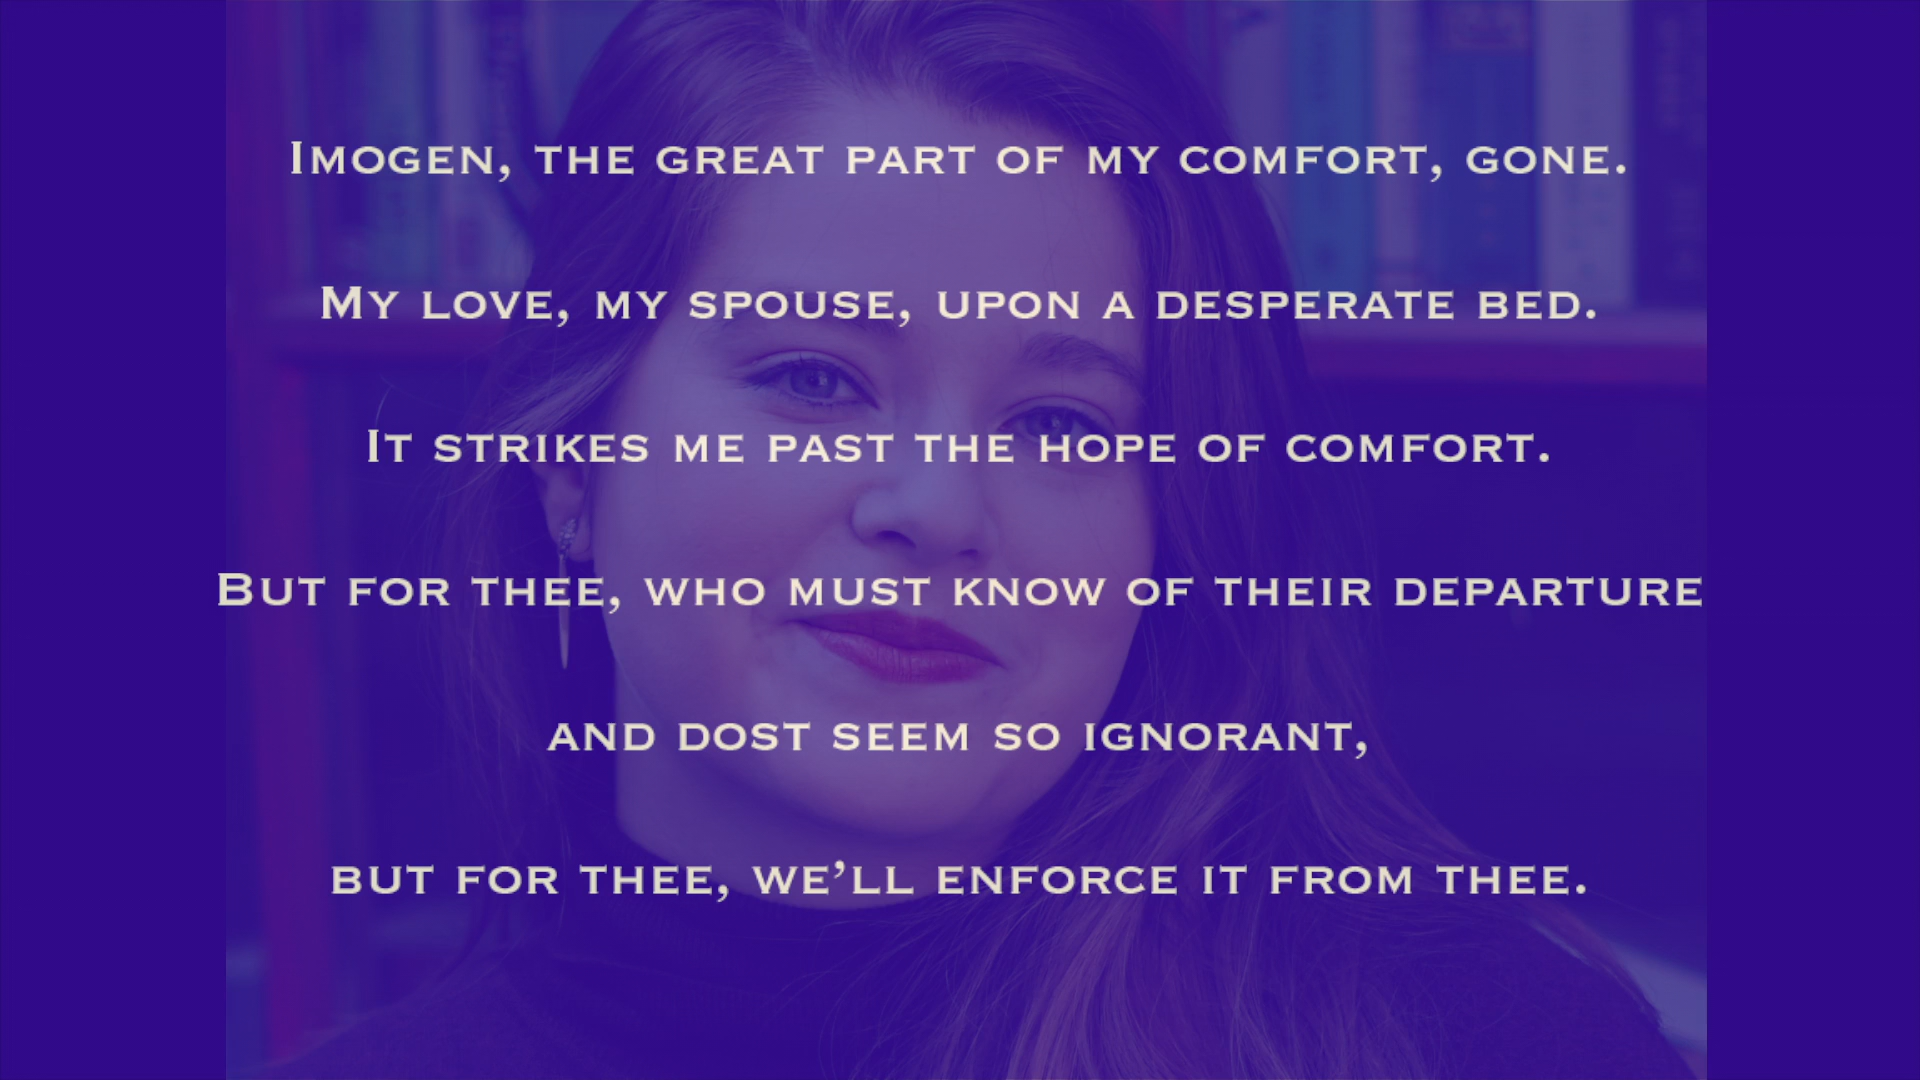 Imogen, the great part of my comfort, gone.
My love, my spouse, upon a desperate bed.
It strikes me past the hope of comfort.
But for thee, who must know of their departure
and dost seem so ignorant,
but for thee, we’ll enforce it from thee.